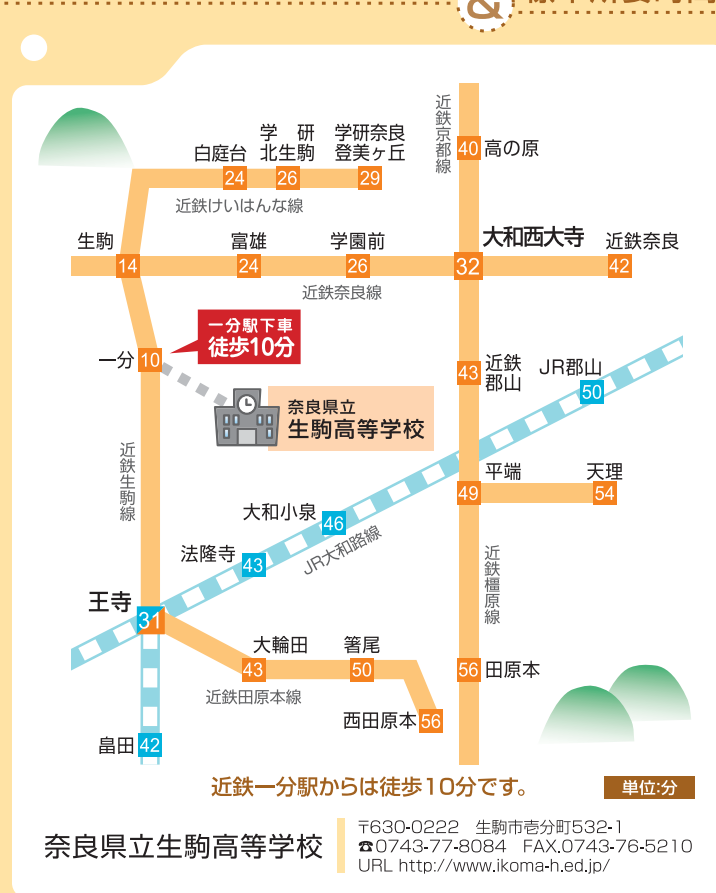 &
標準所要時間
学 研
北生駒
学研奈良
登美ヶ丘
白庭台
24
26
29
近鉄けいはんな線
近鉄京都線
40
高の原
生駒
14
富雄
24
学園前
26
大和西大寺
32
近鉄奈良
42
近鉄奈良線
一分駅下車
徒歩10分
一分
10
奈良県立
生駒高等学校
43
近鉄
郡山
JR郡山
50
近鉄生駒線
平端
49
天理
54
大和小泉
46
法隆寺
43
JR大和路線
近鉄橿原線
王寺
31
大輪田
43
箸尾
50
56
田原本
近鉄田原本線
西田原本
56
畠田
42
近鉄一分駅からは徒歩10分です。
単位:分
奈良県立生駒高等学校
〒630-0222 生駒市壱分町532-1
☎0743-77-8084 FAX.0743-76-5210
URL http://www.ikoma-h.ed.jp/